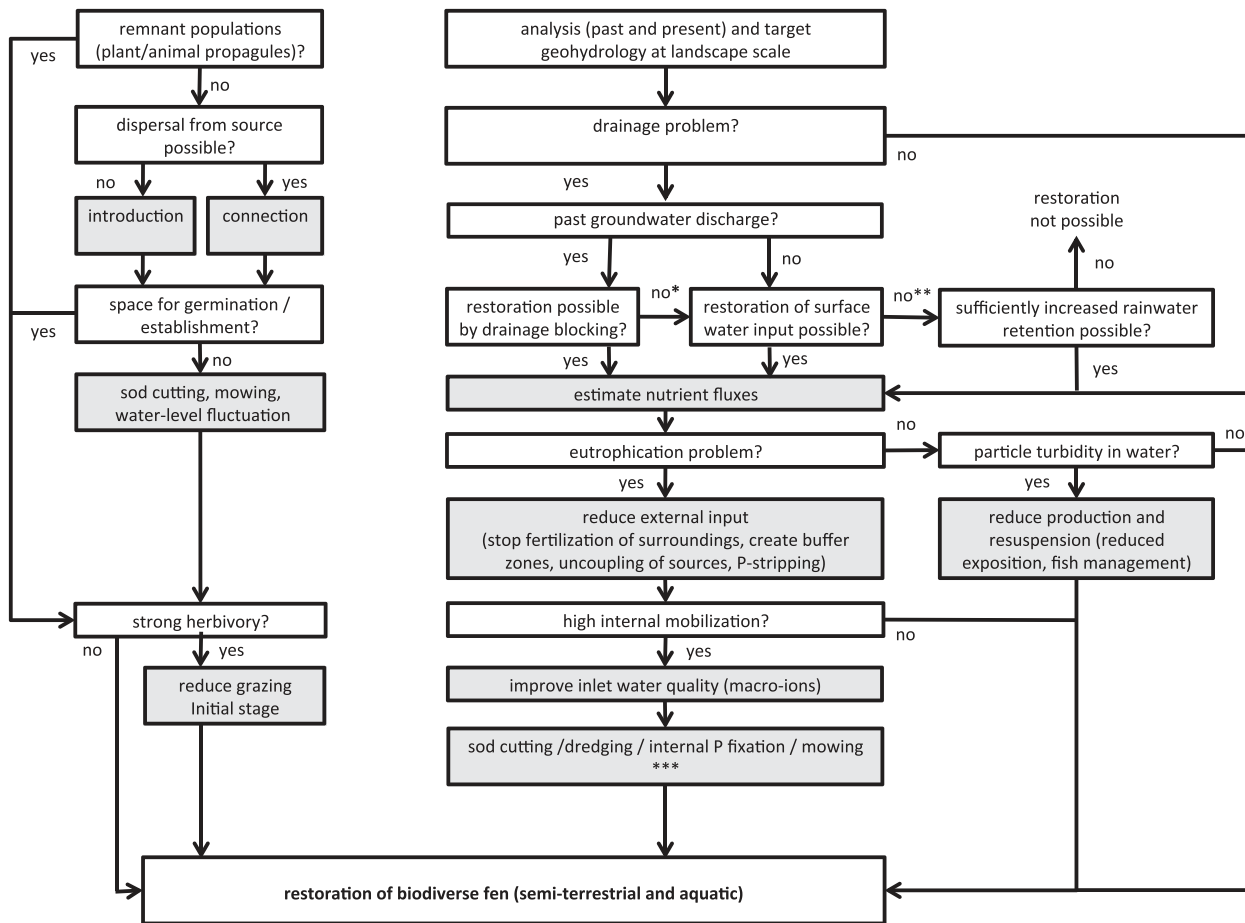 remnant populations
(plant/animal propagules)?
yes
no
dispersal from source
possible?
no
yes
introduction
connection
space for germination /
establishment?
yes
no
sod cutting, mowing,
water-level fluctuation
strong herbivory?
no
yes
reduce grazing
Initial stage
analysis (past and present) and target
geohydrology at landscape scale
drainage problem?
no
yes
past groundwater discharge?
yes
no
restoration
not possible
no
restoration possible
by drainage blocking?
no*
restoration of surface
water input possible?
no**
sufficiently increased rainwater
retention possible?
yes
yes
yes
estimate nutrient fluxes
eutrophication problem?
no
particle turbidity in water?
no
yes
yes
reduce external input
(stop fertilization of surroundings, create buffer
zones, uncoupling of sources, P-stripping)
reduce production and
resuspension (reduced
exposition, fish management)
high internal mobilization?
no
yes
improve inlet water quality (macro-ions)
sod cutting /dredging / internal P fixation / mowing
***
restoration of biodiverse fen (semi-terrestrial and aquatic)